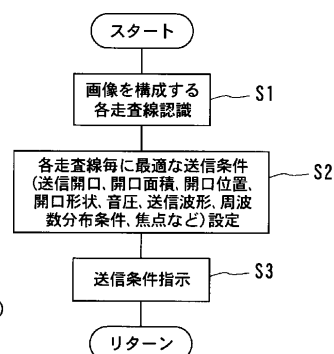 スタート
画像を構成する
各走査線認識
S1
各走査線毎に最適な送信条件
(送信開口、開口面積、開口位置、
開口形状、音圧、送信波形、周波
数分布条件、焦点など)設定
S2
送信条件指示
S3
リターン